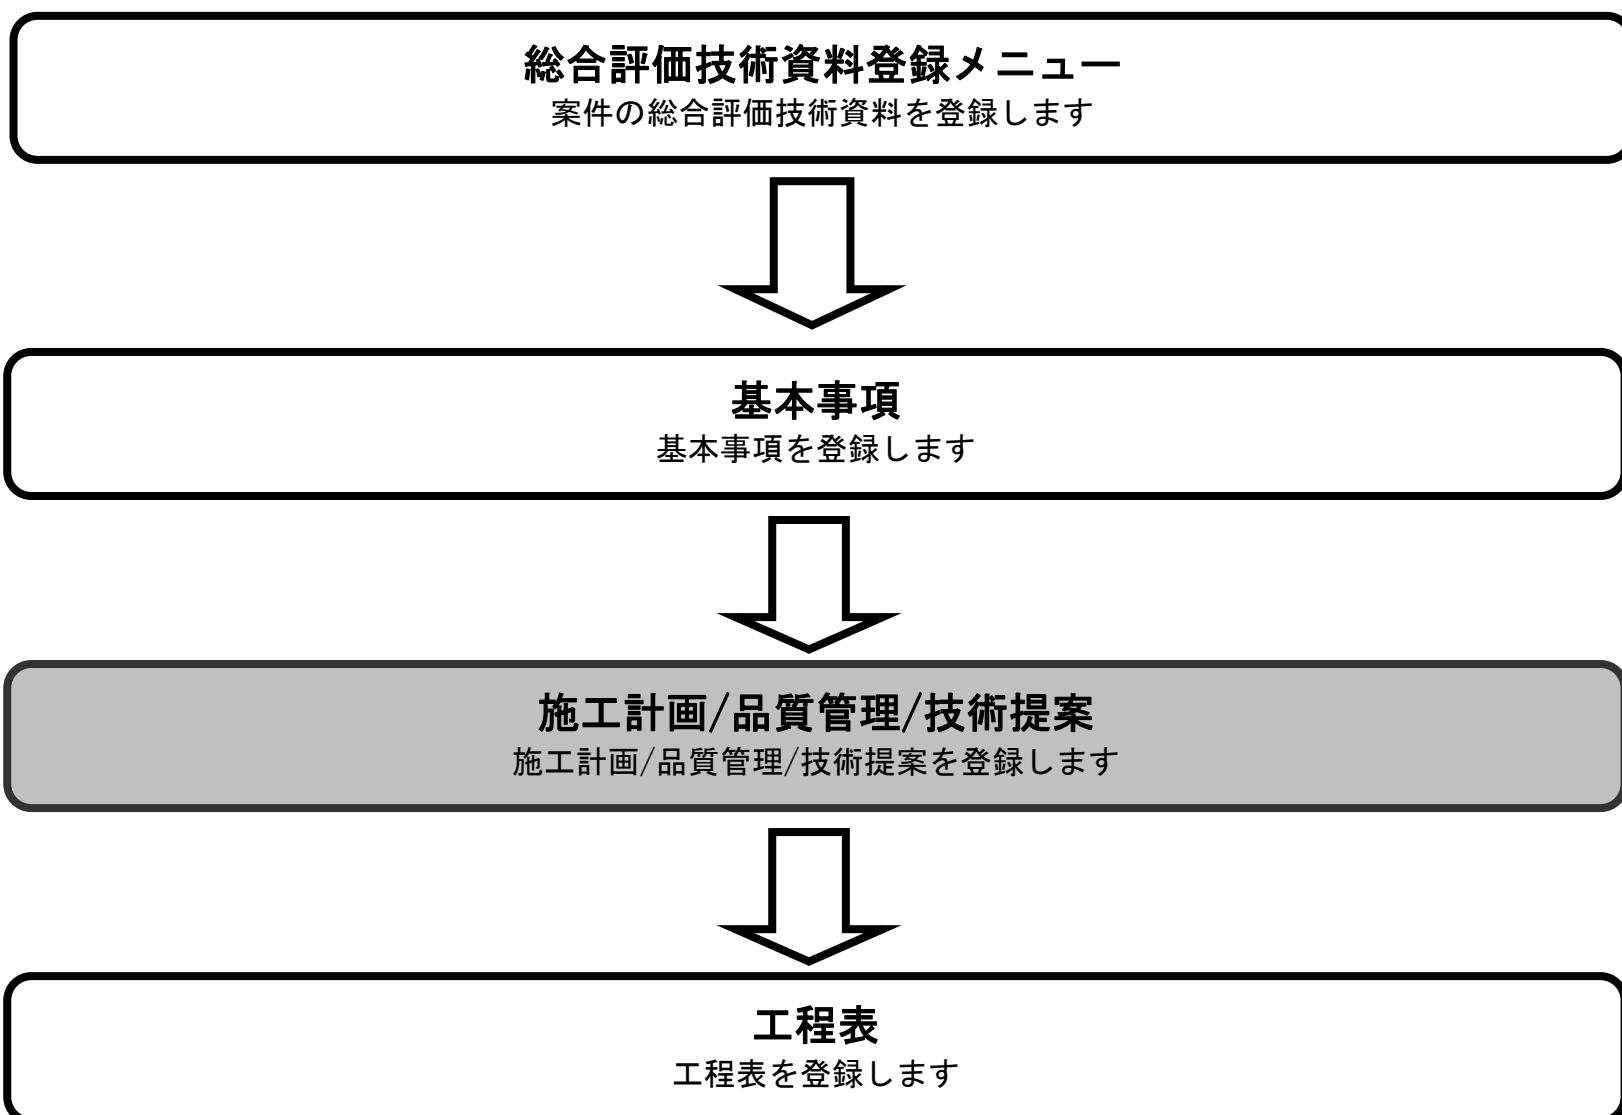 総合評価技術資料登録メニュー
案件の総合評価技術資料を登録します
基本事項
基本事項を登録します
施工計画/品質管理/技術提案
施工計画/品質管理/技術提案を登録します
工程表
工程表を登録します